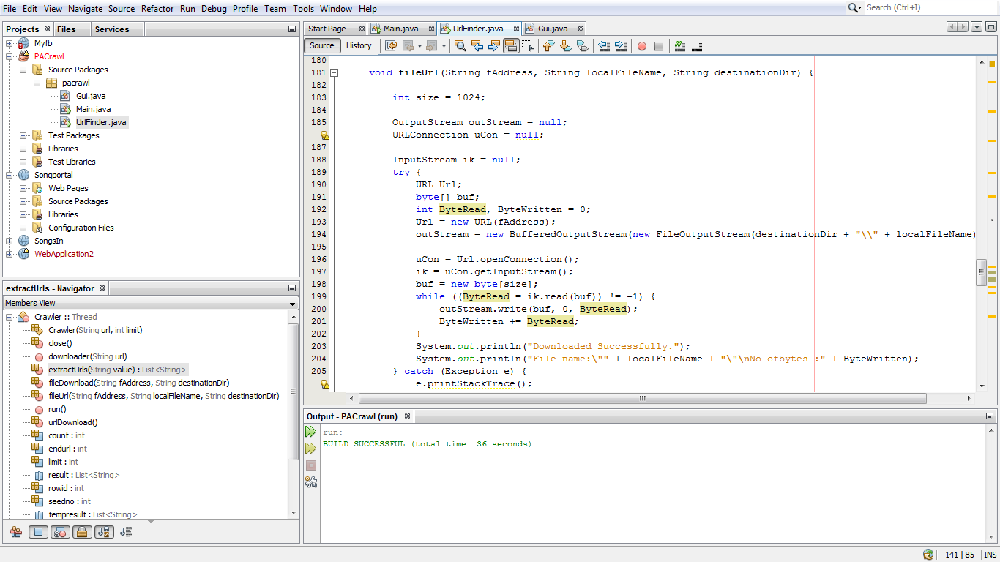 File Edit View Navigate Source Refactor Run Debug Profile Team Tools Window Help
Search (Ctrl+I)
Projects Files Services
Myfb
PACrawl
Source Packages
pacrawl
Gui.java
Main.java
UrlFinder.java
Test Packages
Libraries
Test Libraries
Songportal
Web Pages
Source Packages
Libraries
Configuration Files
SongsIn
WebApplication2
extractUrls - Navigator
Members View
Crawler :: Thread
Crawler(String url, int limit)
close()
downloader(String url)
extractUrls(String value) : List<String>
fileDownload(String fAddress, String destinationDir)
fileUrl(String fAddress, String localFileName, String destinationDir)
run()
urlDownload()
count : int
endurl : int
limit : int
result : List<String>
rowid : int
seedno : int
tempresult : List<String>
Start Page Main.java UrlFinder.java Gui.java
Source History
180
181 void fileUrl(String fAddress, String localFileName, String destinationDir) {
182
183 int size = 1024;
184
185 OutputStream outStream = null;
URLConnection uCon = null;
187
188 InputStream ik = null;
189 try {
190 URL Url;
191 byte[] buf;
192 int ByteRead, ByteWritten = 0;
193 Url = new URL(fAddress);
194 outStream = new BufferedOutputStream(new FileOutputStream(destinationDir + "\\" + localFileName)
195
196 uCon = Url.openConnection();
197 ik = uCon.getInputStream();
198 buf = new byte[size];
199 while ((ByteRead = ik.read(buf)) != -1) {
200 outStream.write(buf, 0, ByteRead);
201 ByteWritten += ByteRead;
202 }
203 System.out.println("Downloaded Successfully.");
204 System.out.println("File name:\"" + localFileName + "\"\nNo ofbytes :" + ByteWritten);
205 } catch (Exception e) {
e.printStackTrace();
Output - PACrawl (run)
run:
BUILD SUCCESSFUL (total time: 36 seconds)
141 | 85 INS